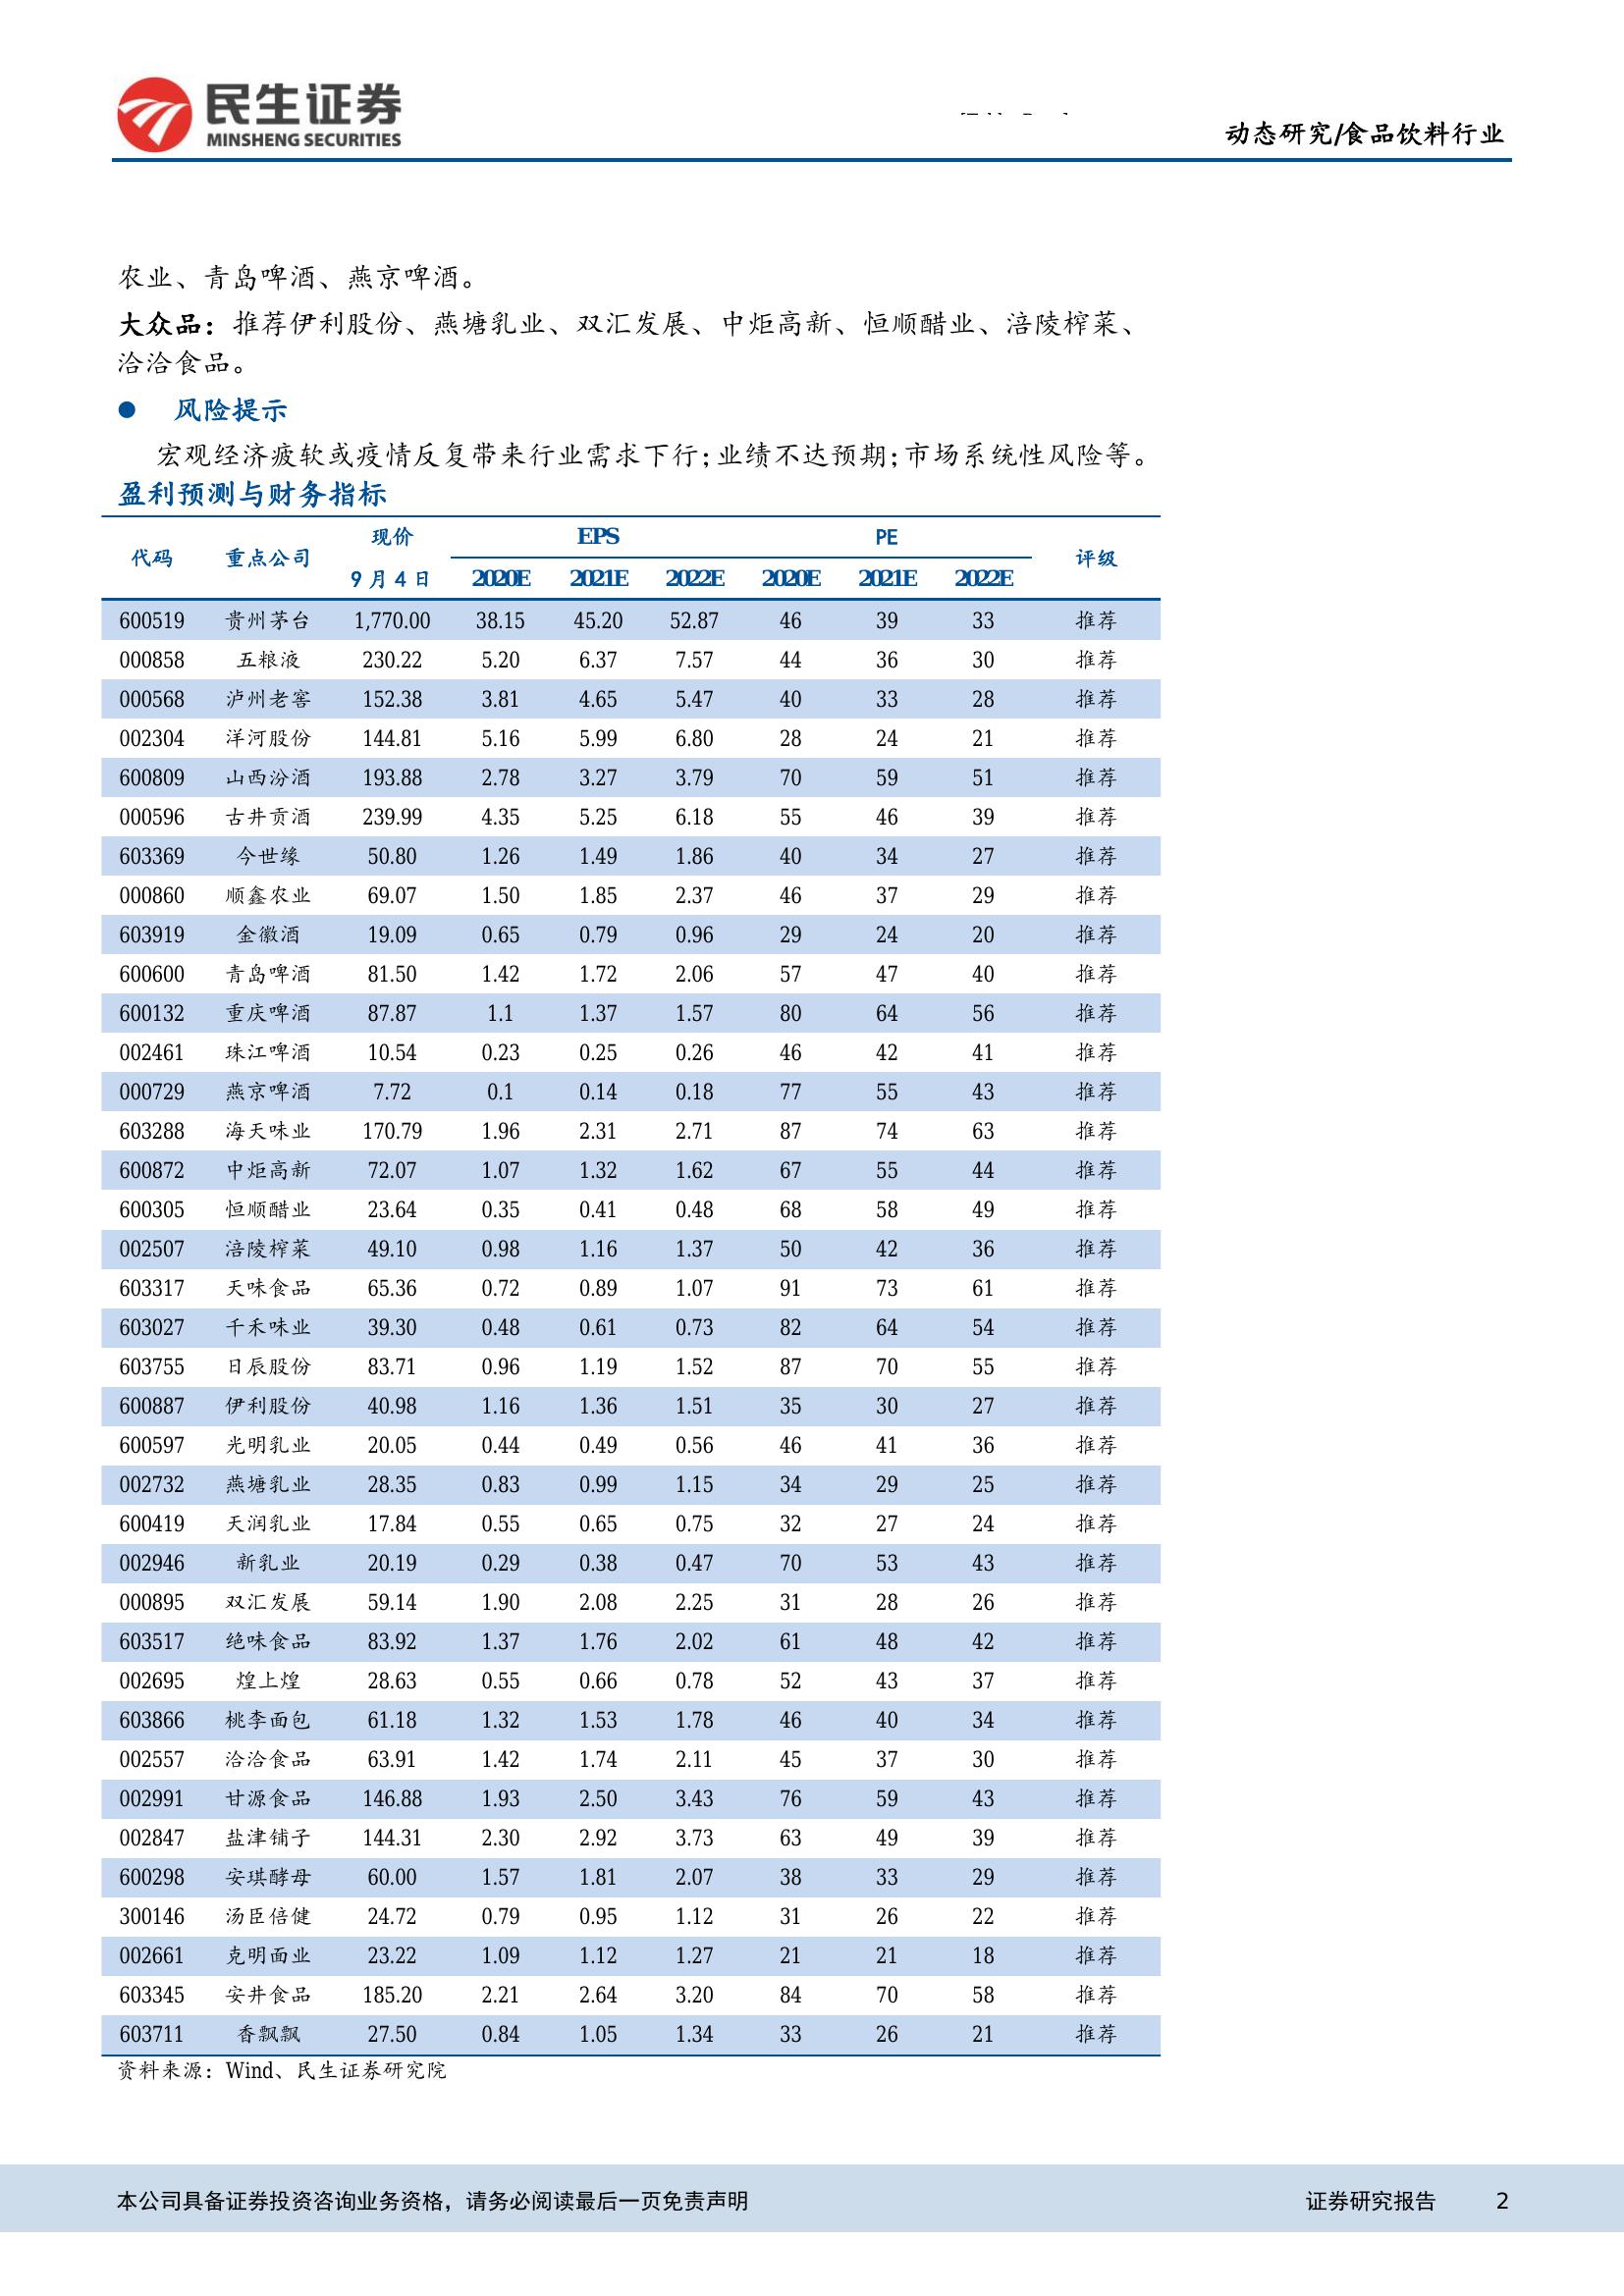 民生证券
MINSHENG SECURITIES
动态研究/食品饮料行业
农业、青岛啤酒、燕京啤酒。
大众品：推荐伊利股份、燕塘乳业、双汇发展、中炬高新、恒顺醋业、涪陵榨菜、
洽洽食品。
● 风险提示
宏观经济疲软或疫情反复带来行业需求下行；业绩不达预期；市场系统性风险等。
盈利预测与财务指标
代码 重点公司 现价 EPS PE 评级
9 月 4 日 2020E 2021E 2022E 2020E 2021E 2022E
600519 贵州茅台 1,770.00 38.15 45.20 52.87 46 39 33 推荐
000858 五粮液 230.22 5.20 6.37 7.57 44 36 30 推荐
000568 泸州老窖 152.38 3.81 4.65 5.47 40 33 28 推荐
002304 洋河股份 144.81 5.16 5.99 6.80 28 24 21 推荐
600809 山西汾酒 193.88 2.78 3.27 3.79 70 59 51 推荐
000596 古井贡酒 239.99 4.35 5.25 6.18 55 46 39 推荐
603369 今世缘 50.80 1.26 1.49 1.86 40 34 27 推荐
000860 顺鑫农业 69.07 1.50 1.85 2.37 46 37 29 推荐
603919 金徽酒 19.09 0.65 0.79 0.96 29 24 20 推荐
600600 青岛啤酒 81.50 1.42 1.72 2.06 57 47 40 推荐
600132 重庆啤酒 87.87 1.1 1.37 1.57 80 64 56 推荐
002461 珠江啤酒 10.54 0.23 0.25 0.26 46 42 41 推荐
000729 燕京啤酒 7.72 0.1 0.14 0.18 77 55 43 推荐
603288 海天味业 170.79 1.96 2.31 2.71 87 74 63 推荐
600872 中炬高新 72.07 1.07 1.32 1.62 67 55 44 推荐
600305 恒顺醋业 23.64 0.35 0.41 0.48 68 58 49 推荐
002507 涪陵榨菜 49.10 0.98 1.16 1.37 50 42 36 推荐
603317 天味食品 65.36 0.72 0.89 1.07 91 73 61 推荐
603027 千禾味业 39.30 0.48 0.61 0.73 82 64 54 推荐
603755 日辰股份 83.71 0.96 1.19 1.52 87 70 55 推荐
600887 伊利股份 40.98 1.16 1.36 1.51 35 30 27 推荐
600597 光明乳业 20.05 0.44 0.49 0.56 46 41 36 推荐
002732 燕塘乳业 28.35 0.83 0.99 1.15 34 29 25 推荐
600419 天润乳业 17.84 0.55 0.65 0.75 32 27 24 推荐
002946 新乳业 20.19 0.29 0.38 0.47 70 53 43 推荐
000895 双汇发展 59.14 1.90 2.08 2.25 31 28 26 推荐
603517 绝味食品 83.92 1.37 1.76 2.02 61 48 42 推荐
002695 煌上煌 28.63 0.55 0.66 0.78 52 43 37 推荐
603866 桃李面包 61.18 1.32 1.53 1.78 46 40 34 推荐
002557 洽洽食品 63.91 1.42 1.74 2.11 45 37 30 推荐
002991 甘源食品 146.88 1.93 2.50 3.43 76 59 43 推荐
002847 盐津铺子 144.31 2.30 2.92 3.73 63 49 39 推荐
600298 安琪酵母 60.00 1.57 1.81 2.07 38 33 29 推荐
300146 汤臣倍健 24.72 0.79 0.95 1.12 31 26 22 推荐
002661 克明面业 23.22 1.09 1.12 1.27 21 21 18 推荐
603345 安井食品 185.20 2.21 2.64 3.20 84 70 58 推荐
603711 香飘飘 27.50 0.84 1.05 1.34 33 26 21 推荐
资料来源：Wind、民生证券研究院
本公司具备证券投资咨询业务资格，请务必阅读最后一页免责声明 证券研究报告 2